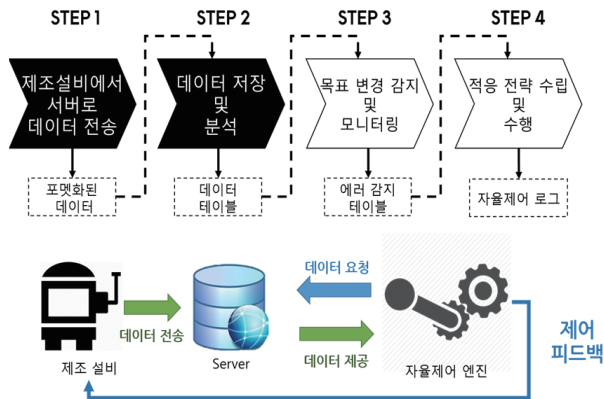 STEP 1
STEP 2
STEP 3
STEP 4
제조설비에서
서버로
데이터 전송
데이터 저장
및
분석
목표 변경 감지
및
모니터링
적응 전략 수립
및
수행
포멧화된
데이터
데이터
테이블
에러 감지
테이블
자율제어 로그
데이터 요청
데이터 전송
데이터 제공
제조 설비
Server
자율제어 엔진
제어
피드백